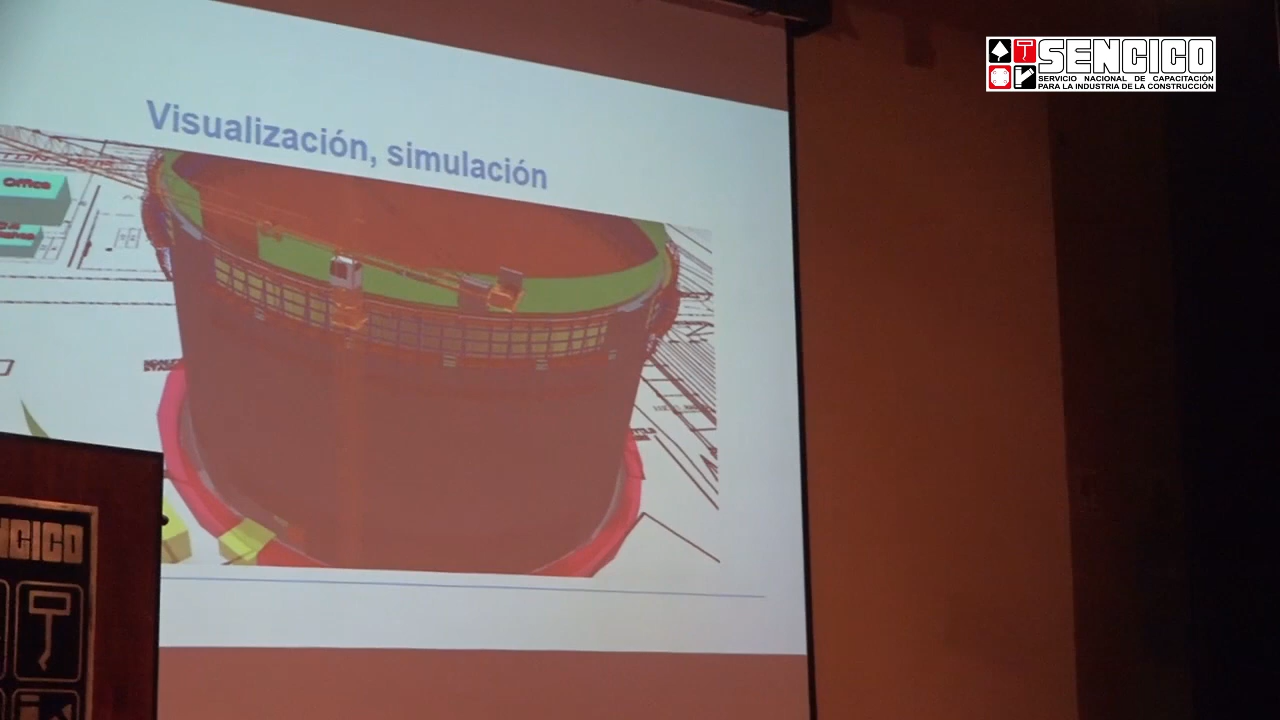 SENCICO
SERVICIO NACIONAL DE CAPACITACIÓN
PARA LA INDUSTRIA DE LA CONSTRUCCIÓN
Visualización, simulación
Office
NCICO